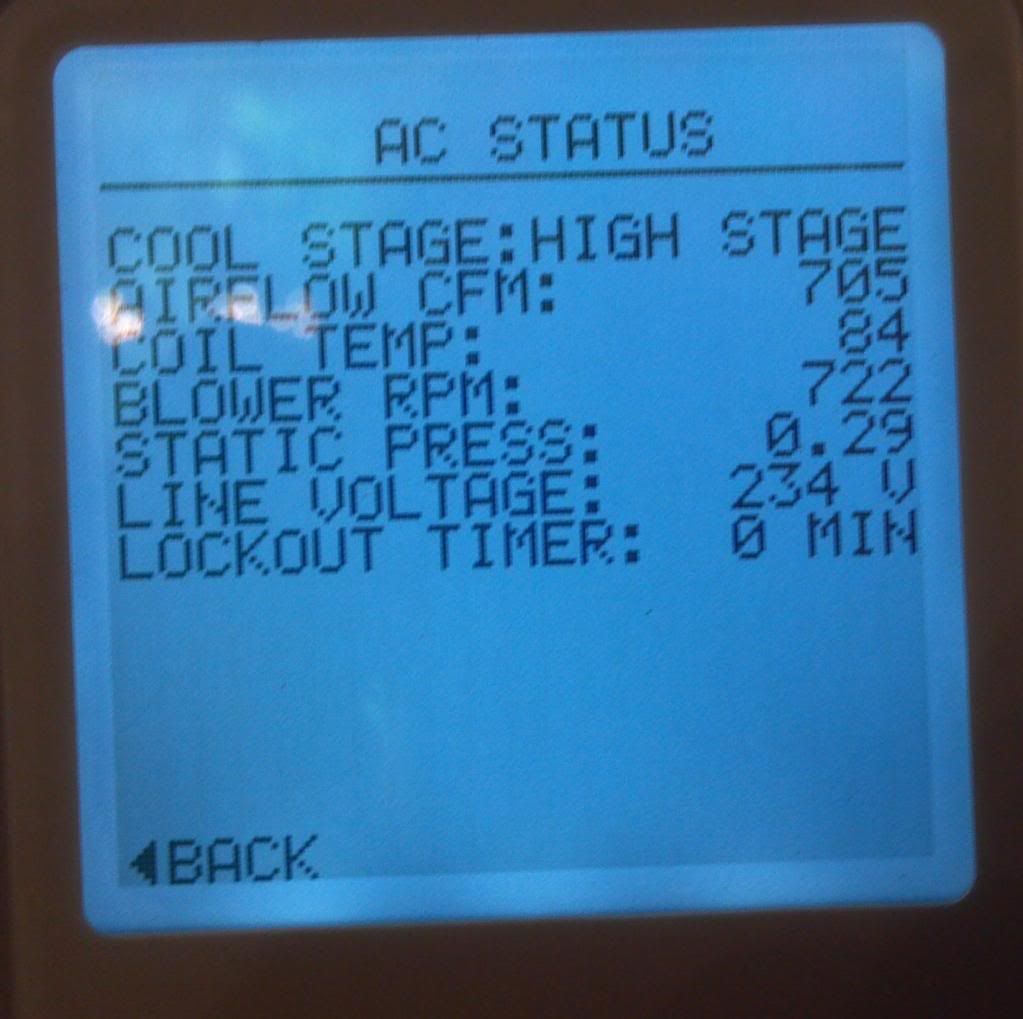 AC STATUS
COOL STAGE:HIGH STAGE
AIRFLOW CFM: 705
COIL TEMP: 84
BLOWER RPM: 722
STATIC PRESS: 0.29
LINE VOLTAGE: 234 V
LOCKOUT TIMER: 0 MIN
◀BACK